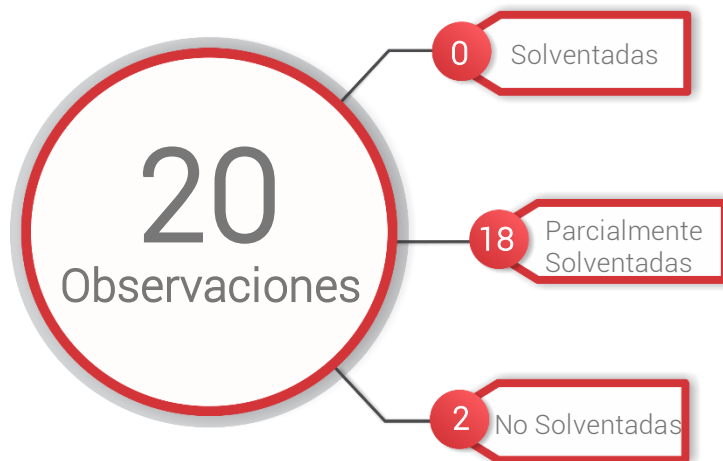 20
Observaciones
0
Solventadas
18
Parcialmente
Solventadas
2
No Solventadas